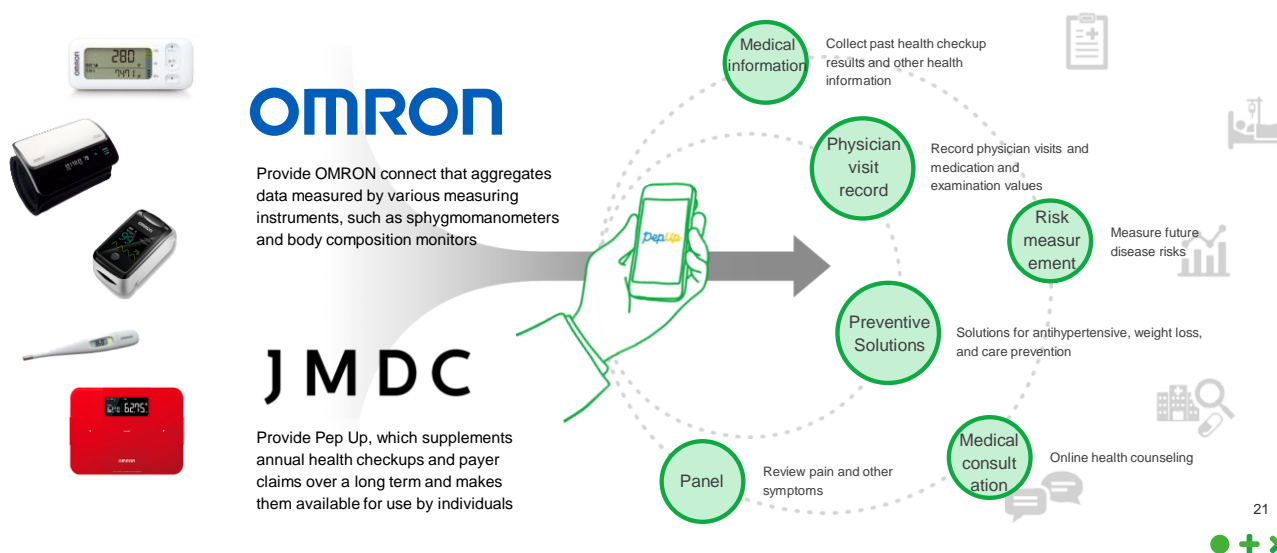 OMRON
Provide OMRON connect that aggregates
data measured by various measuring
instruments, such as sphygmomanometers
and body composition monitors
JMDC
Provide Pep Up, which supplements
annual health checkups and payer
claims over a long term and makes
them available for use by individuals
PepUp
Medical
information
Collect past health checkup
results and other health
information
Physician
visit
record
Record physician visits and
medication and
examination values
Risk
measur
ement
Measure future
disease risks
Preventive
Solutions
Solutions for antihypertensive, weight loss,
and care prevention
Medical
consult
ation
Online health counseling
Panel
Review pain and other
symptoms
21